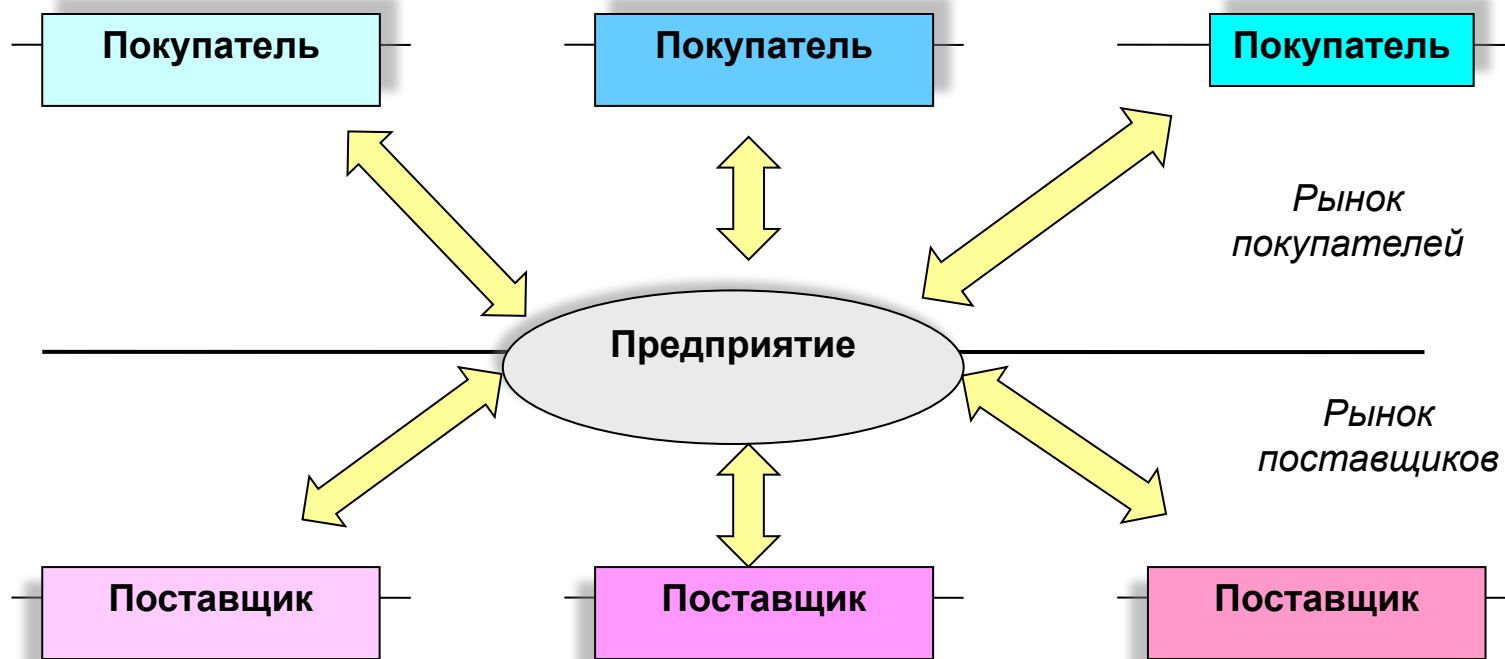 Покупатель
Покупатель
Покупатель
Рынок
покупателей
Предприятие
Рынок
поставщиков
Поставщик
Поставщик
Поставщик